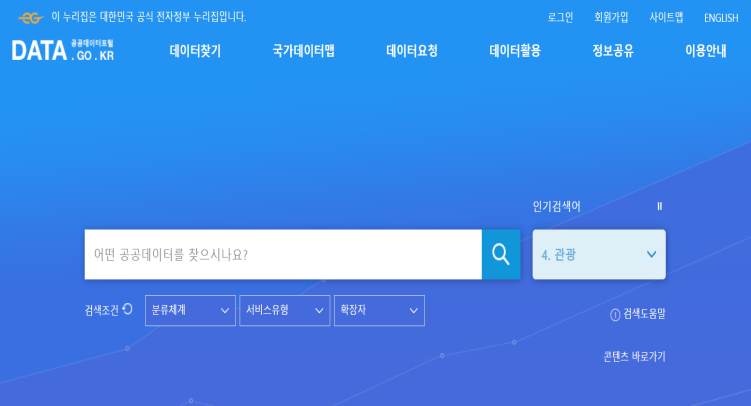 이 누리집은 대한민국 공식 전자정부 누리집입니다.
로그인 회원가입 사이트맵 ENGLISH
DATA 공공데이터포털
.GO.KR
데이터찾기 국가데이터맵 데이터요청 데이터활용 정보공유 이용안내
인기검색어
어떤 공공데이터를 찾으시나요?
4. 관광
검색조건 분류체계 서비스유형 확장자
검색도움말
콘텐츠 바로가기